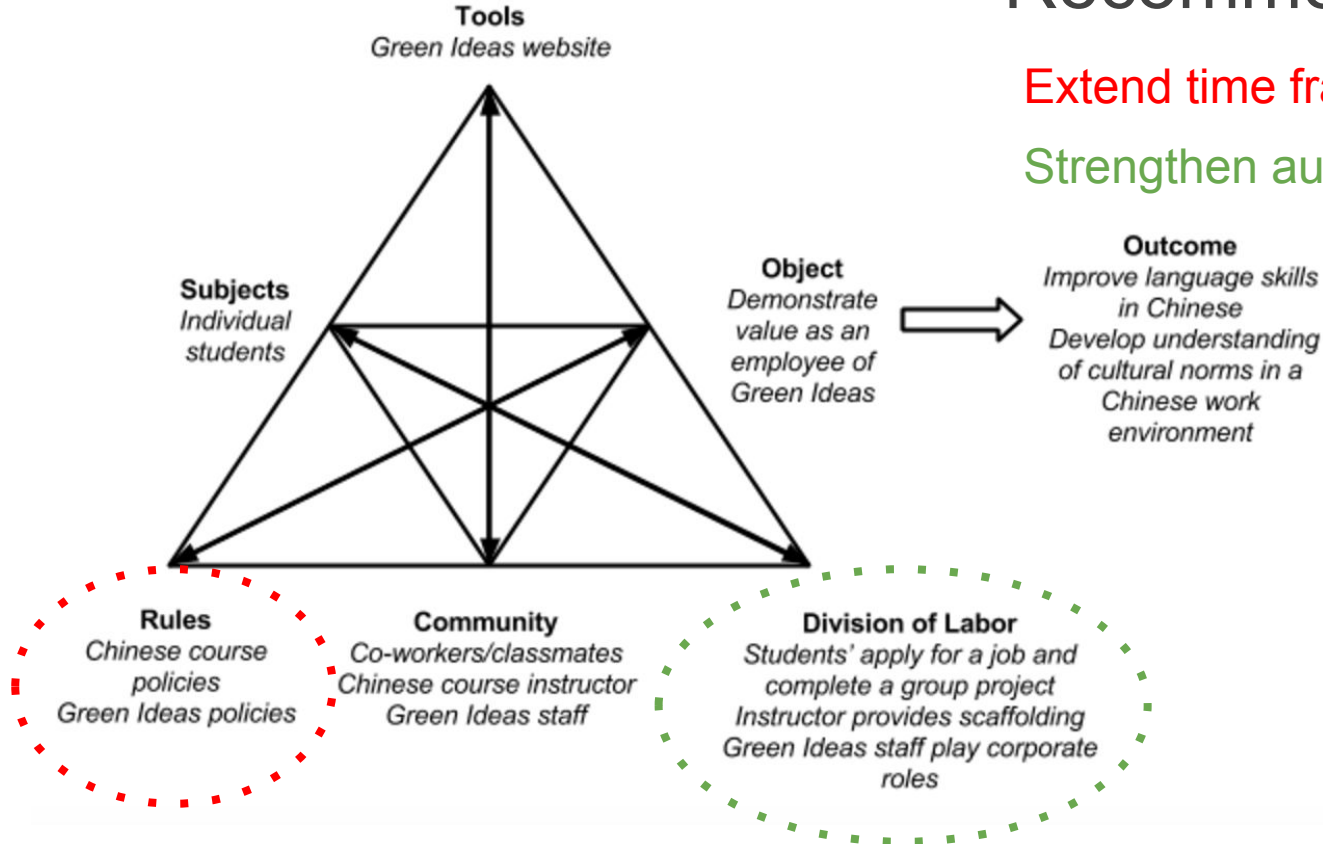 Tools
Green Ideas website
Extend time
Strengthen
Subjects
Individual
students
Object
Demonstrate
value as an
employee of
Green Ideas
Outcome
Improve language skills
in Chinese
Develop understanding
of cultural norms in a
Chinese work
environment
Rules
Chinese course
policies
Green Ideas policies
Community
Co-workers/classmates
Chinese course instructor
Green Ideas staff
Division of Labor
Students’ apply for a job and
complete a group project
Instructor provides scaffolding
Green Ideas staff play corporate
roles